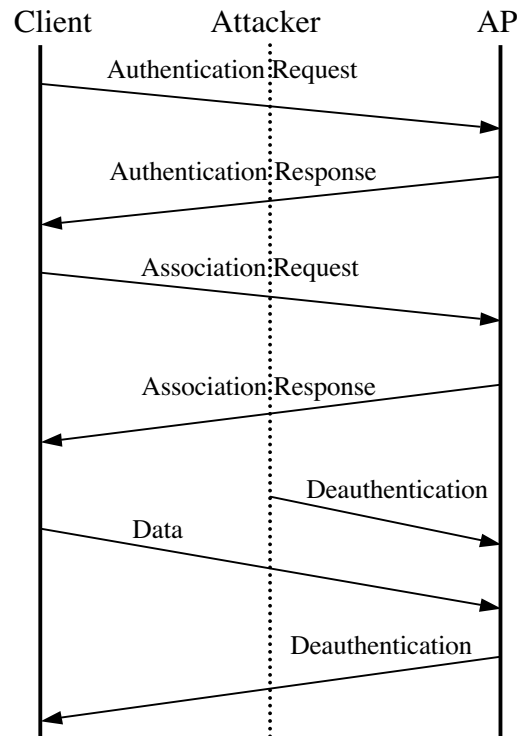 Client
Attacker
AP
Authentication Request
Authentication Response
Association Request
Association Response
Deauthentication
Data
Deauthentication